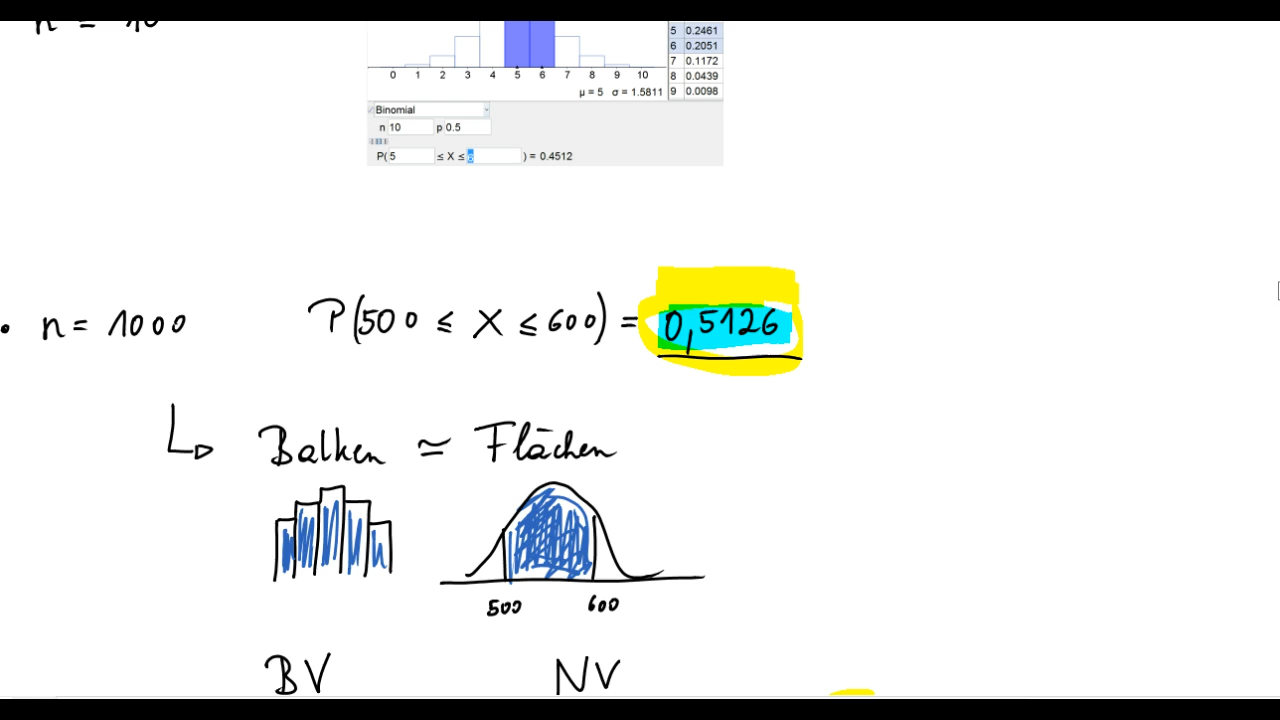 n = 10
5 0.2461
6 0.2051
7 0.1172
8 0.0439
9 0.0098
0 1 2 3 4 5 6 7 8 9 10
μ = 5 σ = 1.5811
Binomial
n 10 p 0.5
P( 5 ≤ X ≤ 6 ) = 0.4512
• n = 1000 P(500 ≤ X ≤ 600) = 0,5126
Balken ≃ Flächen
500 600
BV NV